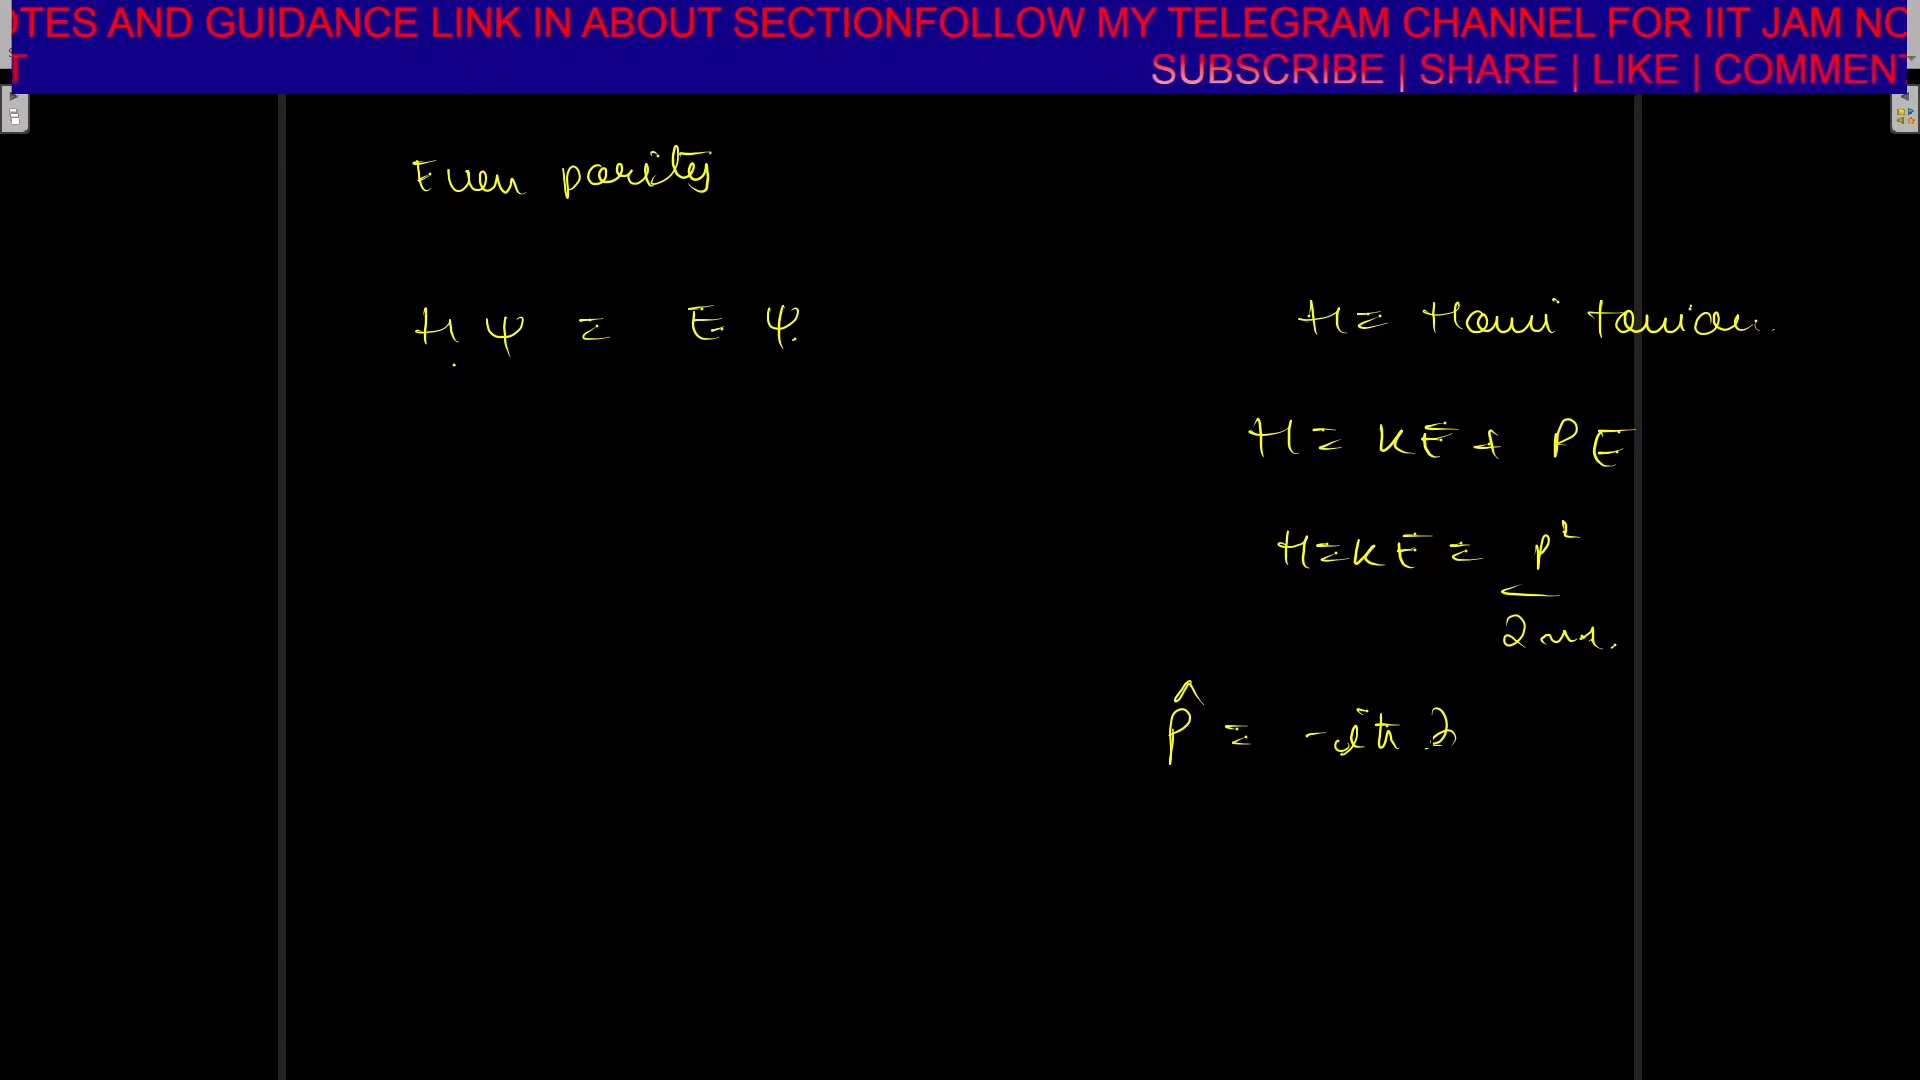 OTES AND GUIDANCE LINK IN ABOUT SECTIONFOLLOW MY TELEGRAM CHANNEL FOR IIT JAM NO
T SUBSCRIBE | SHARE | LIKE | COMMENT
Even parity
H ψ = E ψ
H = Hamiltonian.
H = KE + PE
H = KE = p²
2m.
p̂ = -iħ ∂